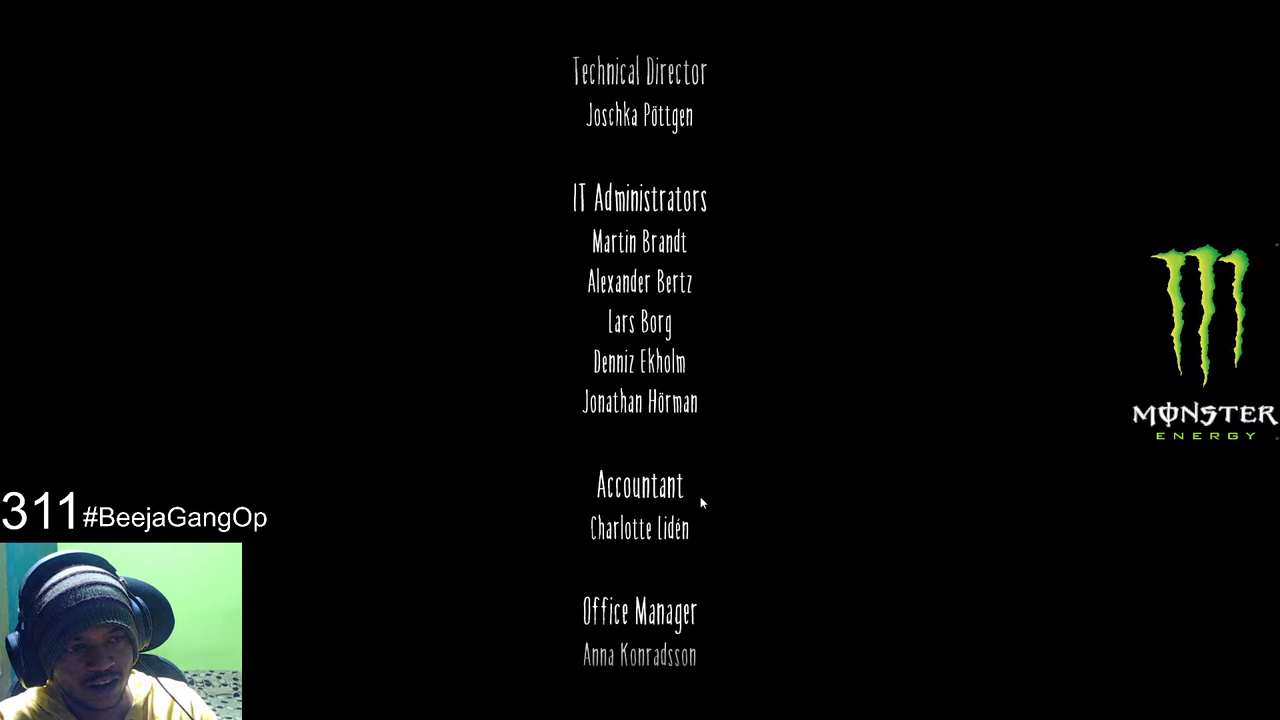 Technical Director
Joschka Pöttgen
IT Administrators
Martin Brandt
Alexander Bertz
Lars Borg
Denniz Ekholm
Jonathan Hörman
Accountant
Charlotte Lidén
Office Manager
Anna Konradsson
MONSTER
ENERGY
311#BeejaGangOp